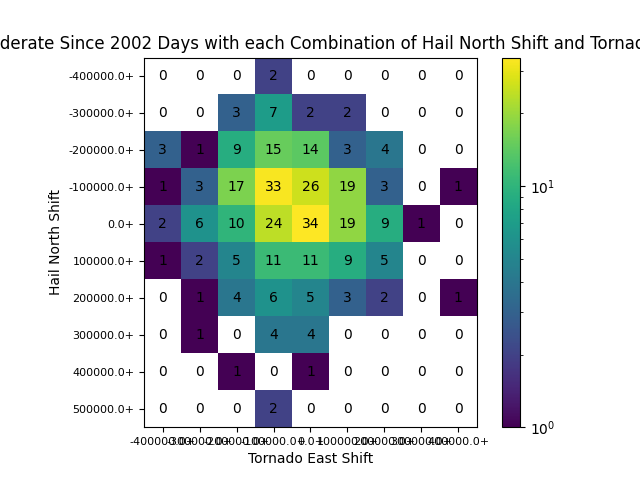 derate Since 2002 Days with each Combination of Hail North Shift and Tornad
-400000.0+ 0 0 0 2 0 0 0 0 0
-300000.0+ 0 0 3 7 2 2 0 0 0
-200000.0+ 3 1 9 15 14 3 4 0 0
-100000.0+ 1 3 17 33 26 19 3 0 1
0.0+ 2 6 10 24 34 19 9 1 0
100000.0+ 1 2 5 11 11 9 5 0 0
200000.0+ 0 1 4 6 5 3 2 0 1
300000.0+ 0 1 0 4 4 0 0 0 0
400000.0+ 0 0 1 0 1 0 0 0 0
500000.0+ 0 0 0 2 0 0 0 0 0
Hail North Shift
Tornado East Shift
10¹
10⁰